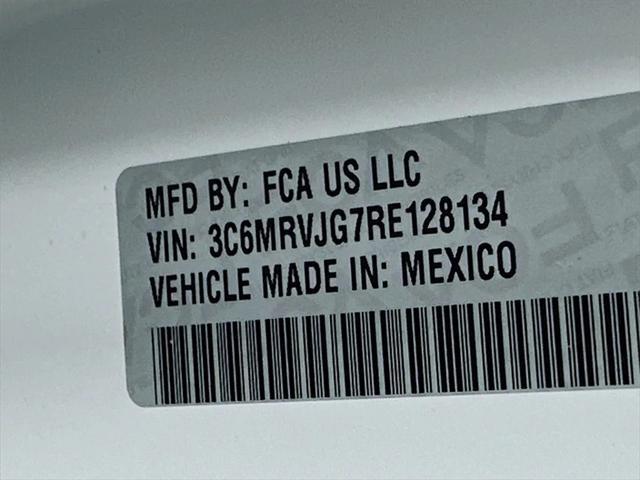 MFD BY: FCA US LLC
VIN: 3C6MRVJG7RE128134
VEHICLE MADE IN: MEXICO